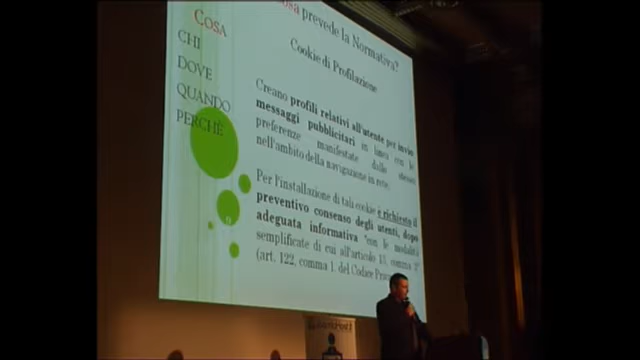 Cosa prevede la Normativa?
Cookie di Profilazione
COSA
CHI
DOVE
QUANDO
PERCHÈ
Creano profili relativi all'utente per invio
messaggi pubblicitari in linea con le
preferenze manifestate dallo stesso
nell'ambito della navigazione in rete.
Per l'installazione di tali cookie è richiesto il
preventivo consenso degli utenti, dopo
adeguata informativa "con le modalità
semplificate di cui all'articolo 13, comma 3"
(art. 122, comma 1, del Codice